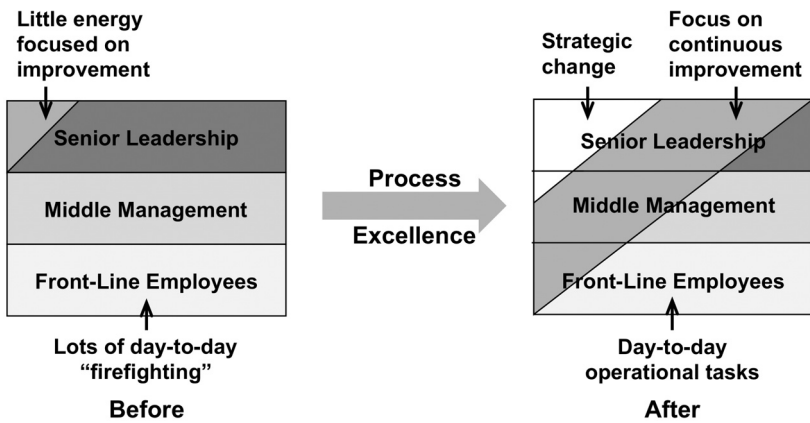 Little energy
focused on
improvement
Senior Leadership
Middle Management
Front-Line Employees
Lots of day-to-day
“firefighting”
Before
Process
Excellence
Strategic
change
Focus on
continuous
improvement
Senior Leadership
Middle Management
Front-Line Employees
Day-to-day
operational tasks
After